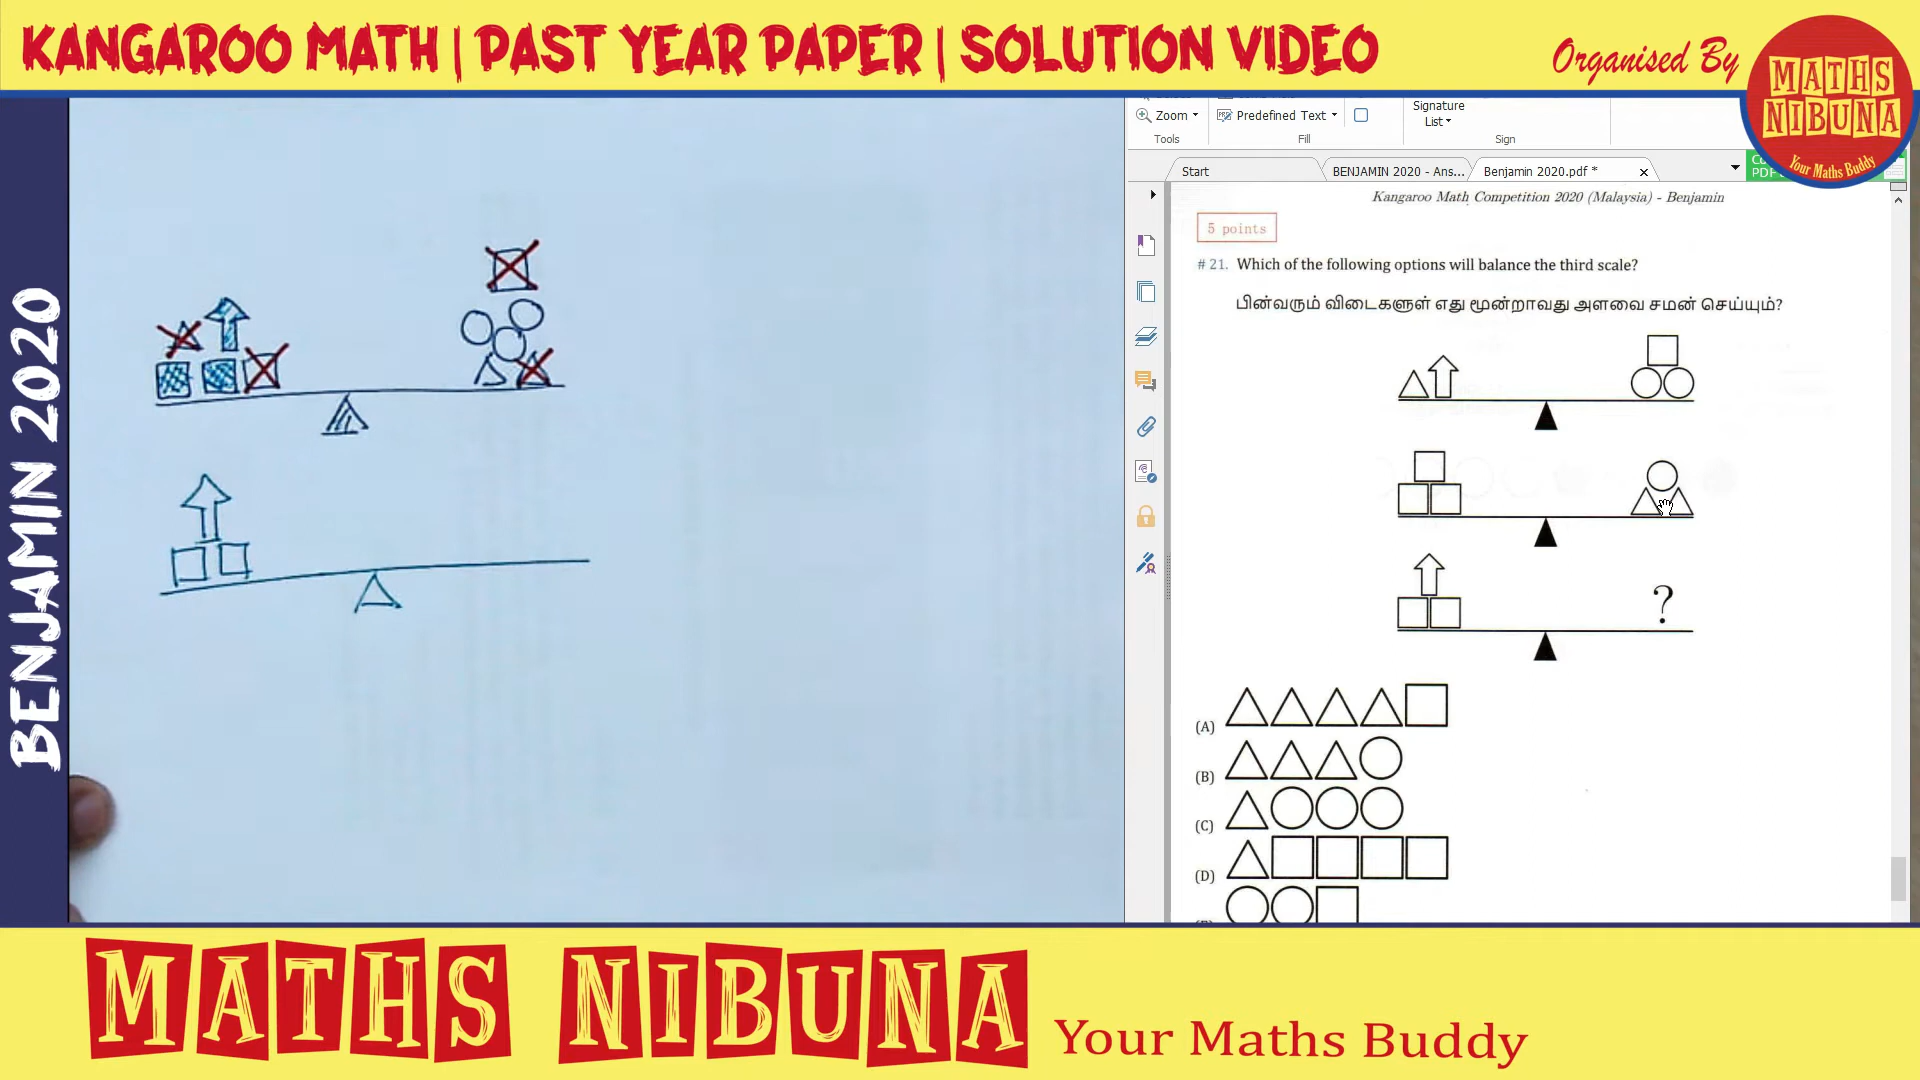 KANGAROO MATH | PAST YEAR PAPER | SOLUTION VIDEO
Organised By
MATHS
NIBUNA
Your Maths Buddy
BENJAMIN 2020
Zoom
Predefined Text
Signature
List
Tools
Fill
Sign
Start
BENJAMIN 2020 - Ans...
Benjamin 2020.pdf *
Kangaroo Math Competition 2020 (Malaysia) - Benjamin
5 points
# 21. Which of the following options will balance the third scale?
பின்வரும் விடைகளுள் எது மூன்றாவது அளவை சமன் செய்யும்?
?
(A)
(B)
(C)
(D)
MATHS NIBUNA
Your Maths Buddy